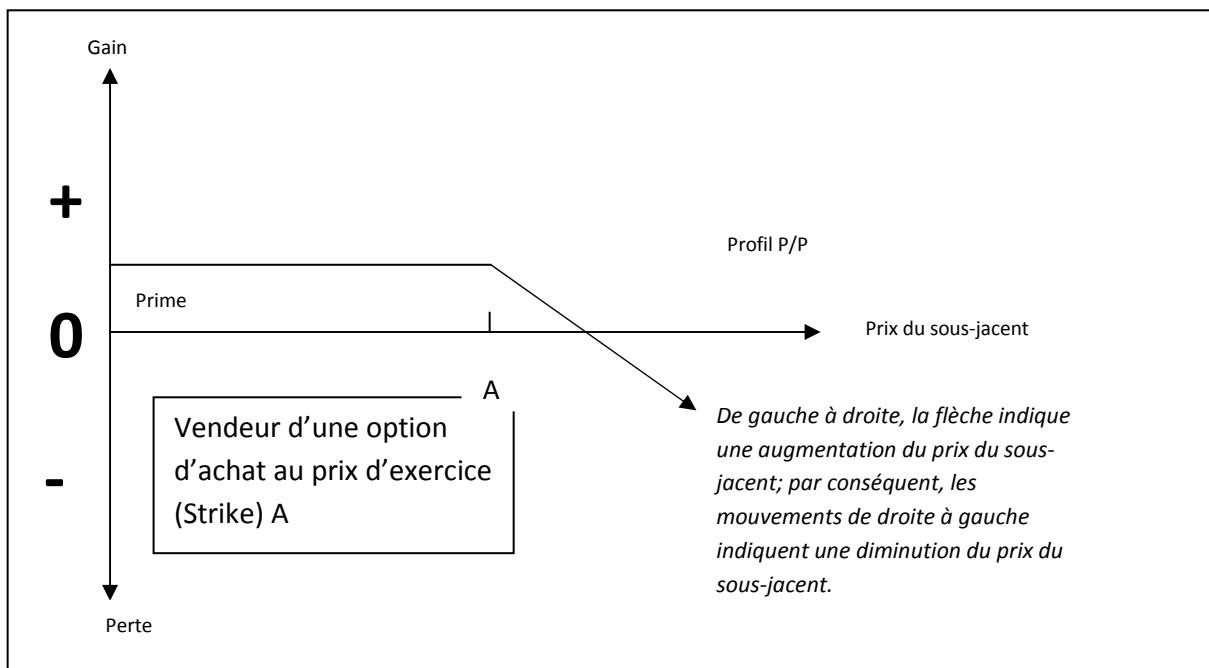 Gain
+
Profil P/P
Prime
0
Prix du sous-jacent
A
Vendeur d’une option
d’achat au prix d’exercice
(Strike) A
-
De gauche à droite, la flèche indique
une augmentation du prix du sous-
jacent; par conséquent, les
mouvements de droite à gauche
indiquent une diminution du prix du
sous-jacent.
Perte